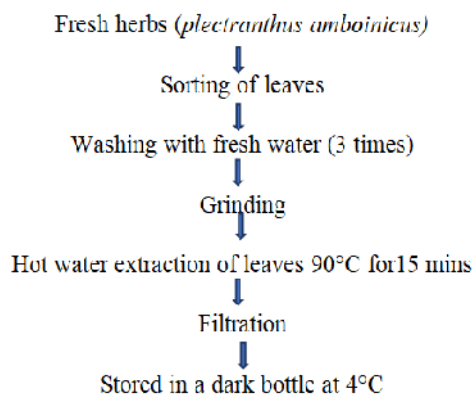 Fresh herbs (plectranthus amboinicus)
Sorting of leaves
Washing with fresh water (3 times)
Grinding
Hot water extraction of leaves 90°C for15 mins
Filtration
Stored in a dark bottle at 4°C